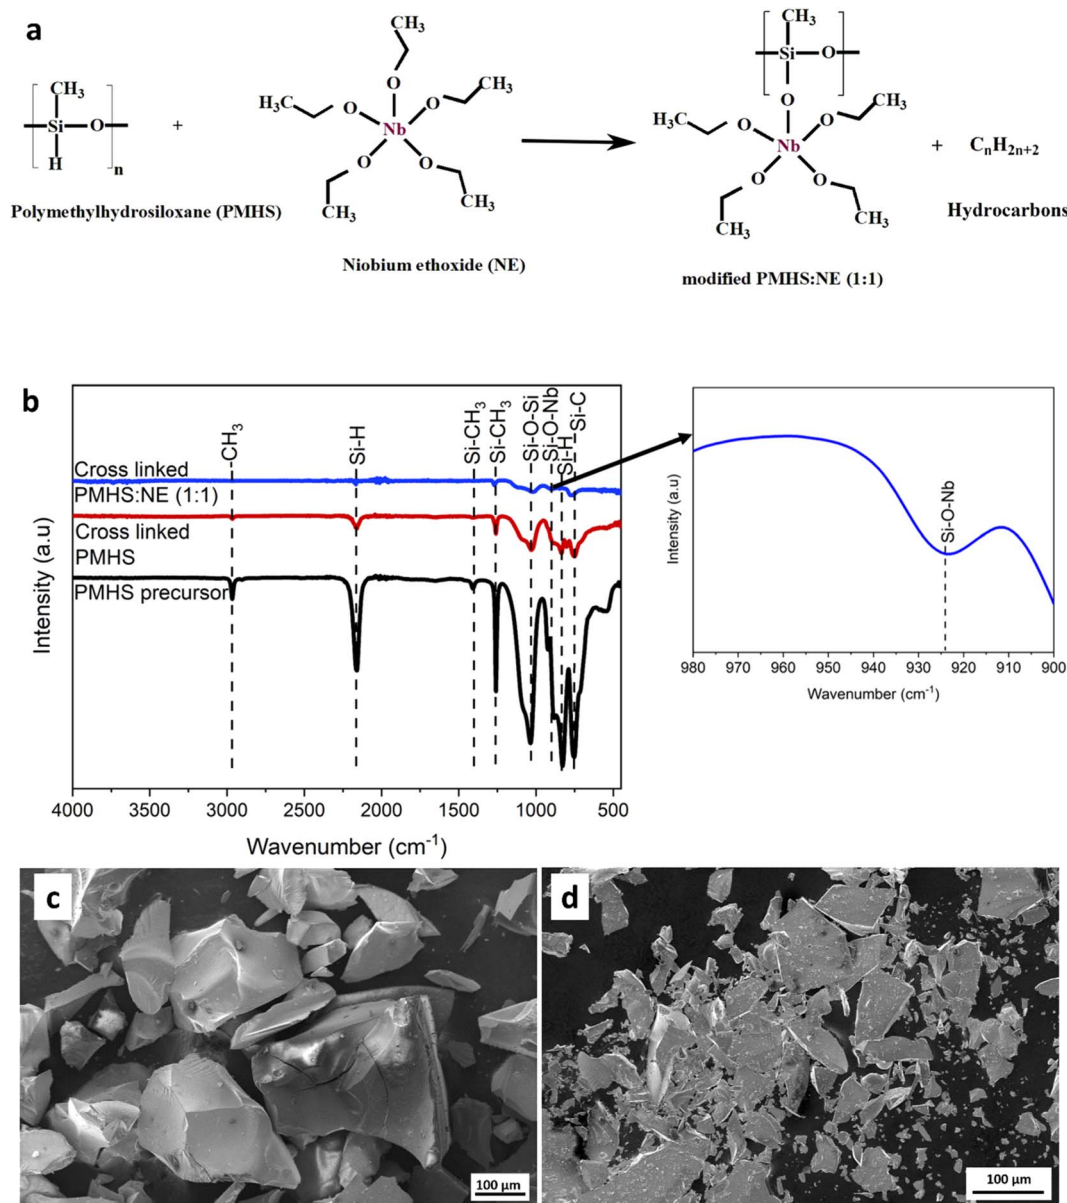 a
CH₃
Si
O
H
n
+
Polymethylhydrosiloxane (PMHS)
CH₃
H₃C
O
O
O
CH₃
Nb
O
O
CH₃
CH₃
Niobium ethoxide (NE)
CH₃
Si
O
O
H₃C
O
O
CH₃
Nb
O
O
CH₃
CH₃
modified PMHS:NE (1:1)
+
CₙH₂ₙ₊₂
Hydrocarbons
b
CH₃
Si-H
Si-CH₃
Si-CH₃
Si-O-Si
Si-O-Nb
Si-H
Si-C
Cross linked
PMHS:NE (1:1)
Cross linked
PMHS
PMHS precursor
Intensity (a.u)
4000 3500 3000 2500 2000 1500 1000 500
Wavenumber (cm⁻¹)
Intensity (a.u)
Si-O-Nb
980 970 960 950 940 930 920 910 900
Wavenumber (cm⁻¹)
c
100 μm
d
100 μm